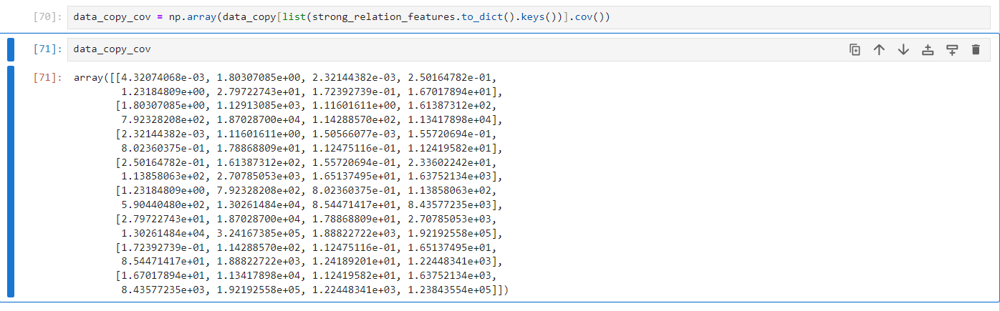 [70]: data_copy_cov = np.array(data_copy[list(strong_relation_features.to_dict().keys())].cov())
[71]: data_copy_cov
[71]: array([[4.32074068e-03, 1.80307085e+00, 2.32144382e-03, 2.50164782e-01,
1.23184809e+00, 2.79722743e+01, 1.72392739e-01, 1.67017894e+01],
[1.80307085e+00, 1.12913085e+03, 1.11601611e+00, 1.61387312e+02,
7.92328208e+02, 1.87028700e+04, 1.14288570e+02, 1.13417898e+04],
[2.32144382e-03, 1.11601611e+00, 1.50566077e-03, 1.55720694e-01,
8.02360375e-01, 1.78868809e+01, 1.12475116e-01, 1.12419582e+01],
[2.50164782e-01, 1.61387312e+02, 1.55720694e-01, 2.33602242e+01,
1.13858063e+02, 2.70785053e+03, 1.65137495e+01, 1.63752134e+03],
[1.23184809e+00, 7.92328208e+02, 8.02360375e-01, 1.13858063e+02,
5.90440480e+02, 1.30261484e+04, 8.54471417e+01, 8.43577235e+03],
[2.79722743e+01, 1.87028700e+04, 1.78868809e+01, 2.70785053e+03,
1.30261484e+04, 3.24167385e+05, 1.88822722e+03, 1.92192558e+05],
[1.72392739e-01, 1.14288570e+02, 1.12475116e-01, 1.65137495e+01,
8.54471417e+01, 1.88822722e+03, 1.24189201e+01, 1.22448341e+03],
[1.67017894e+01, 1.13417898e+04, 1.12419582e+01, 1.63752134e+03,
8.43577235e+03, 1.92192558e+05, 1.22448341e+03, 1.23843554e+05]])